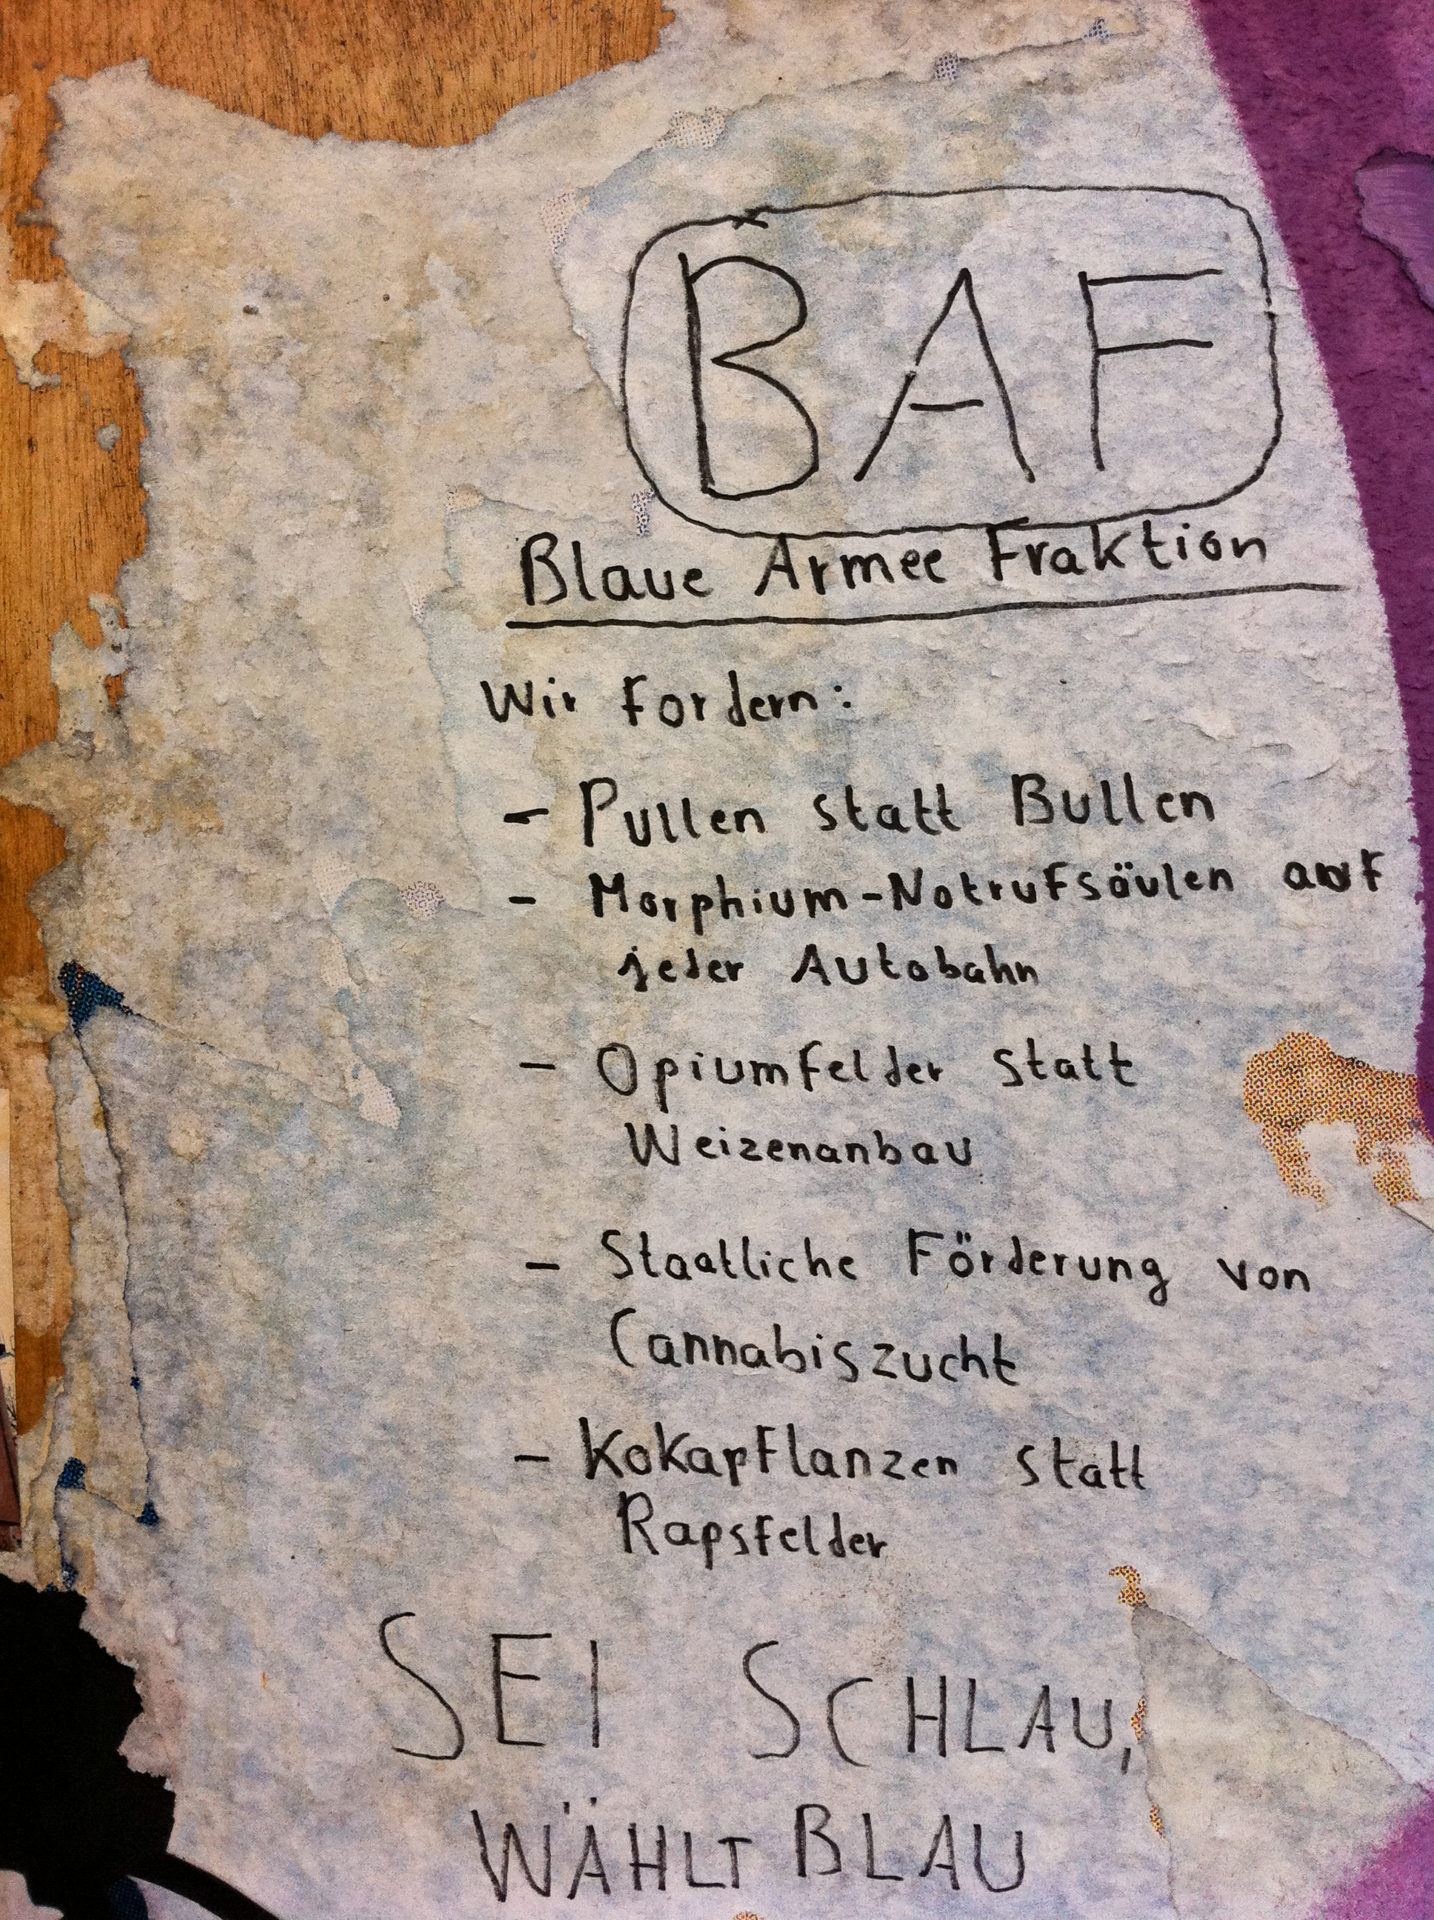 BAF
Blaue Armee Fraktion
Wir fordern:
- Pullen statt Bullen
- Morphium-Notrufsäulen auf
jeder Autobahn
- Opiumfelder statt
Weizenanbau
- Staatliche Förderung von
Cannabiszucht
- Kokapflanzen statt
Rapsfelder
SEI SCHLAU,
WÄHLT BLAU